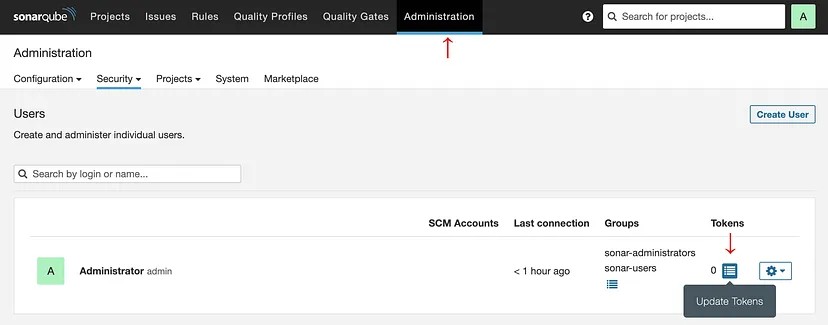 sonarqube Projects Issues Rules Quality Profiles Quality Gates Administration ? Search for projects... A
Administration
Configuration Security Projects System Marketplace
Users
Create User
Create and administer individual users.
Search by login or name...
SCM Accounts Last connection Groups Tokens
sonar-administrators
A Administrator admin < 1 hour ago sonar-users 0
Update Tokens